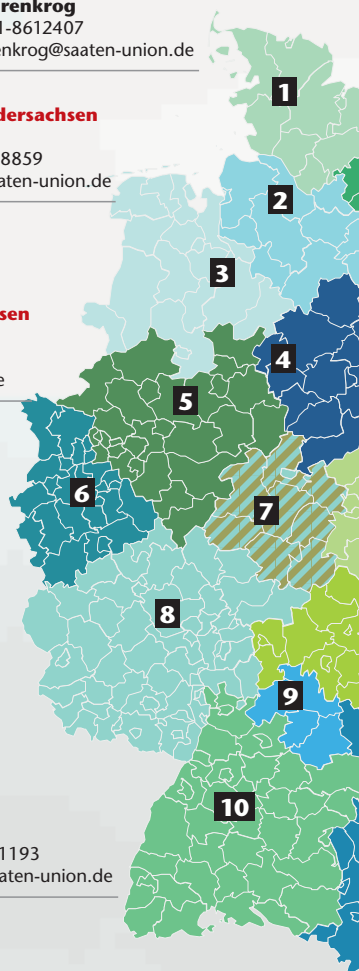 renkrog
1-8612407
enkrog@saaten-union.de
dersachsen
8859
aten-union.de
sen
e
1193
aten-union.de
1
2
3
4
5
6
7
8
9
10